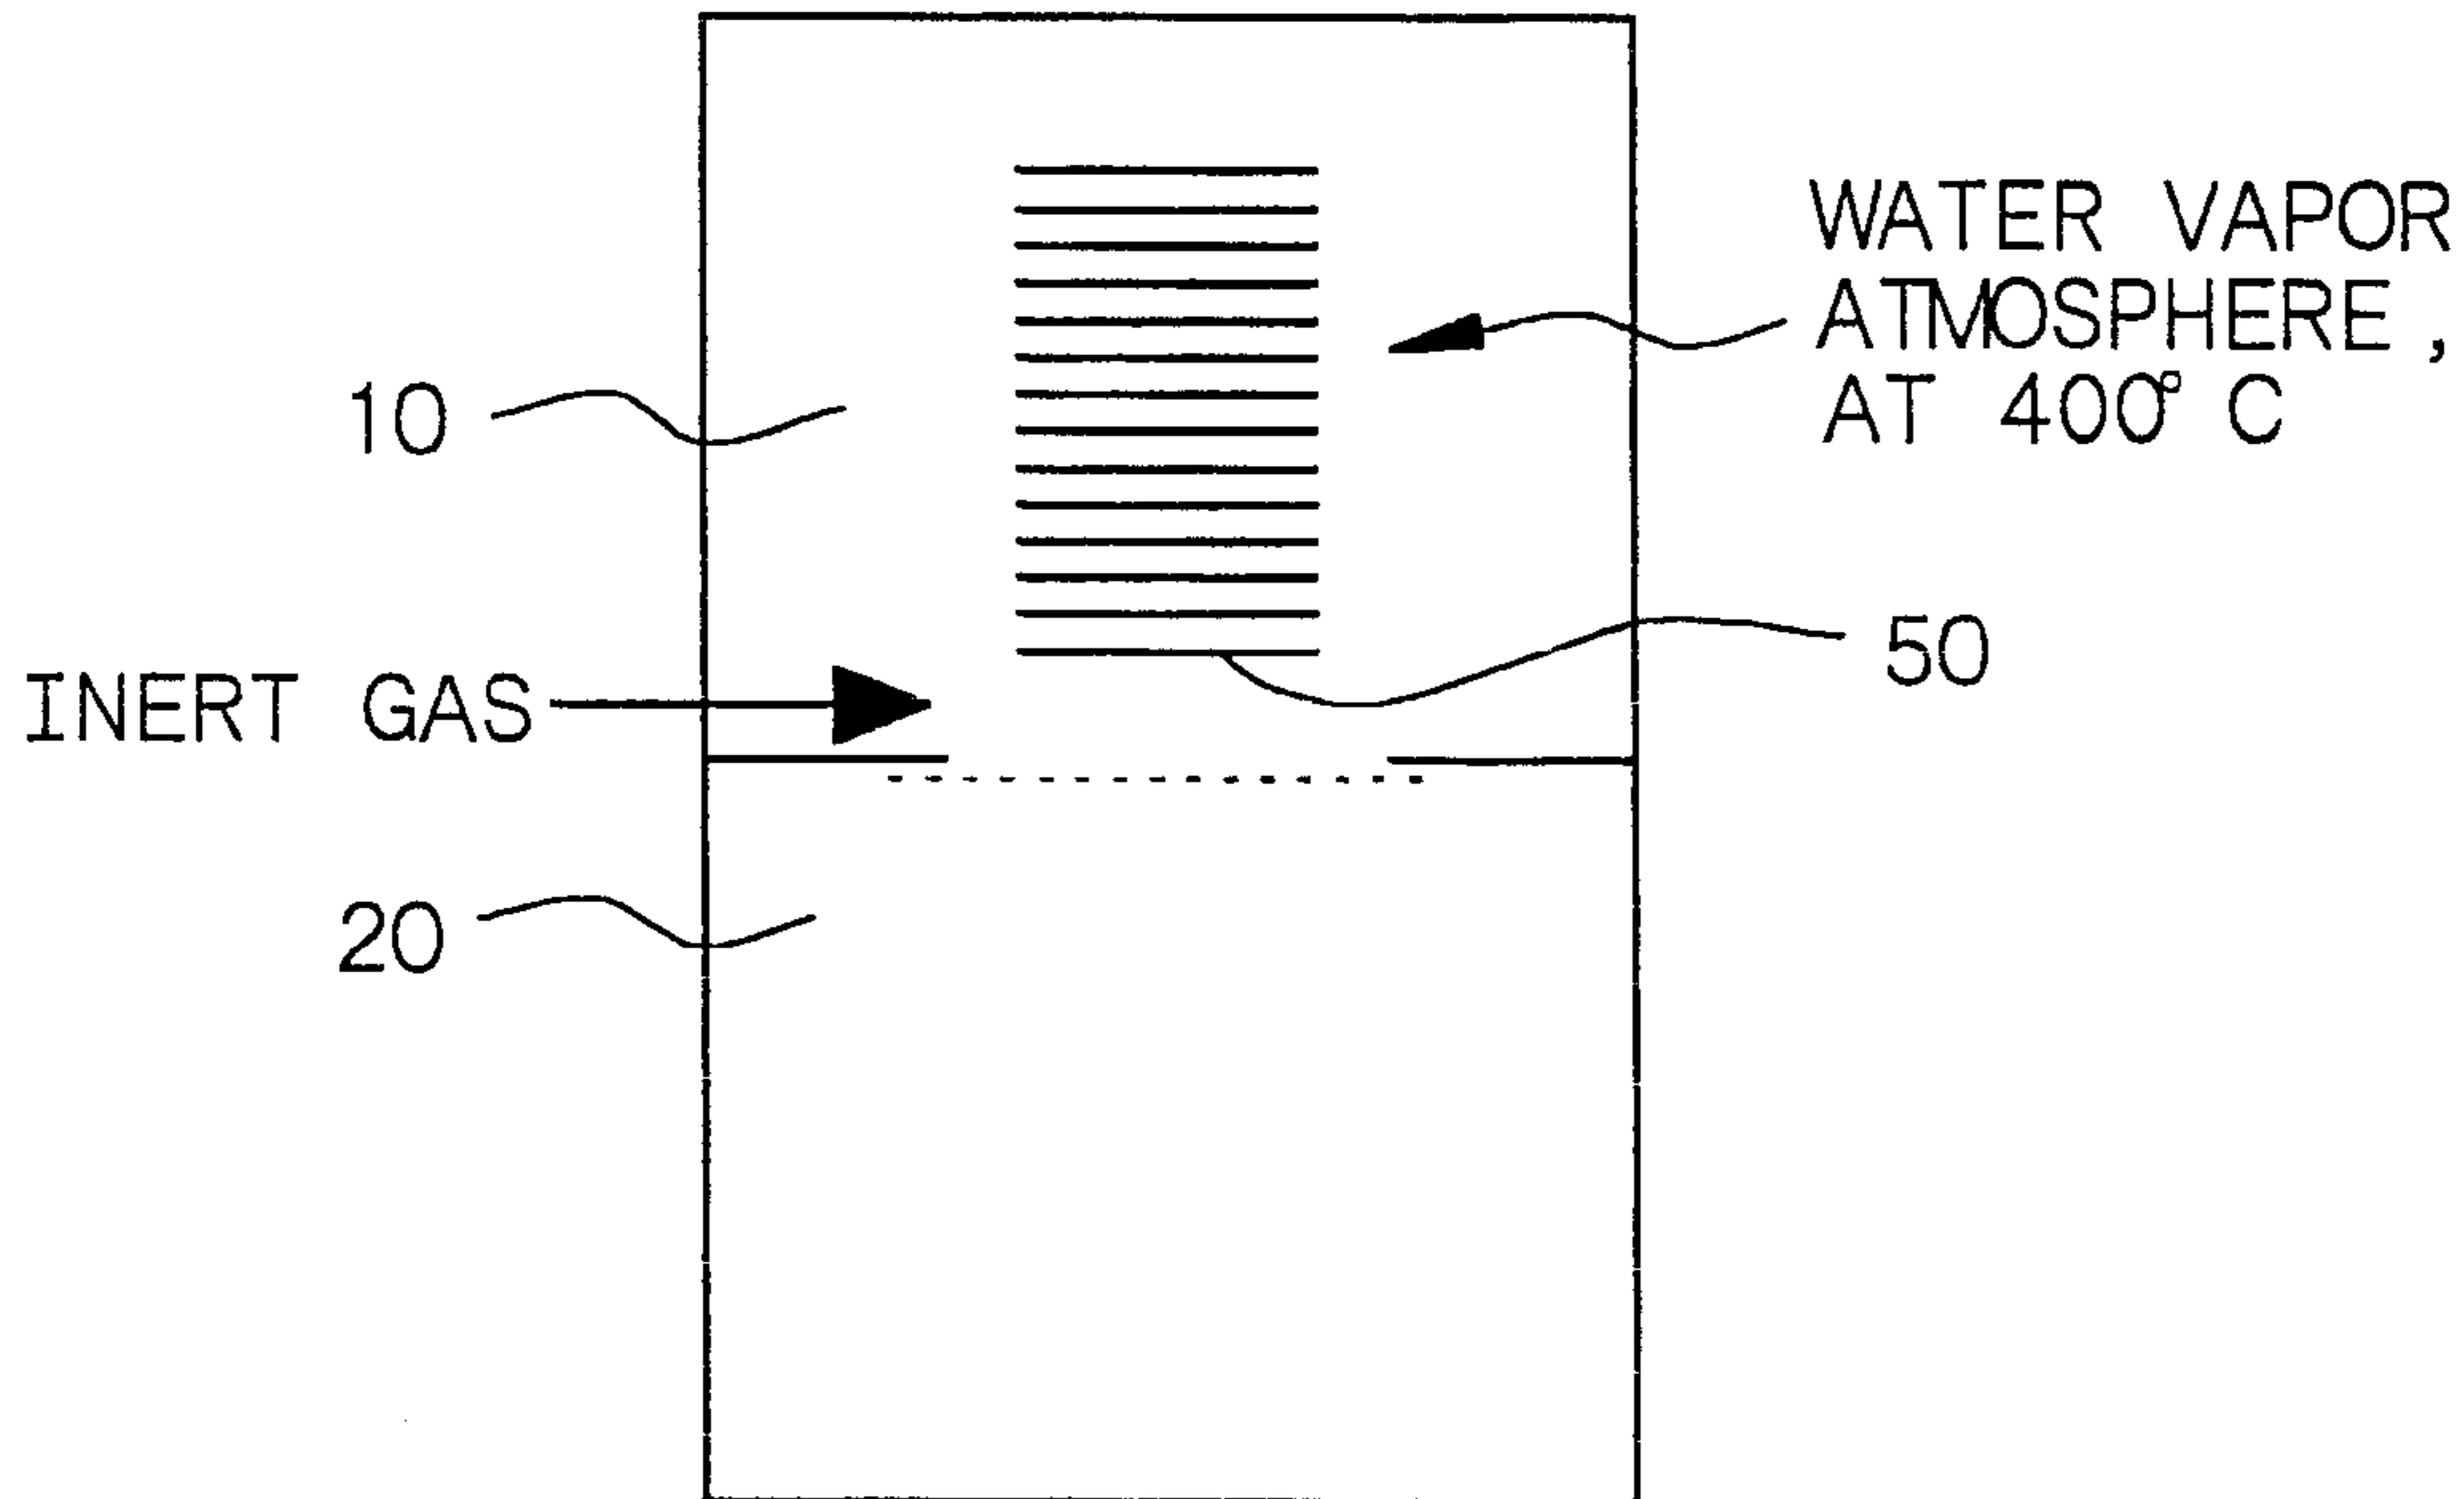 WATER VAPOR
ATMOSPHERE,
AT 400° C
10
50
INERT GAS
20